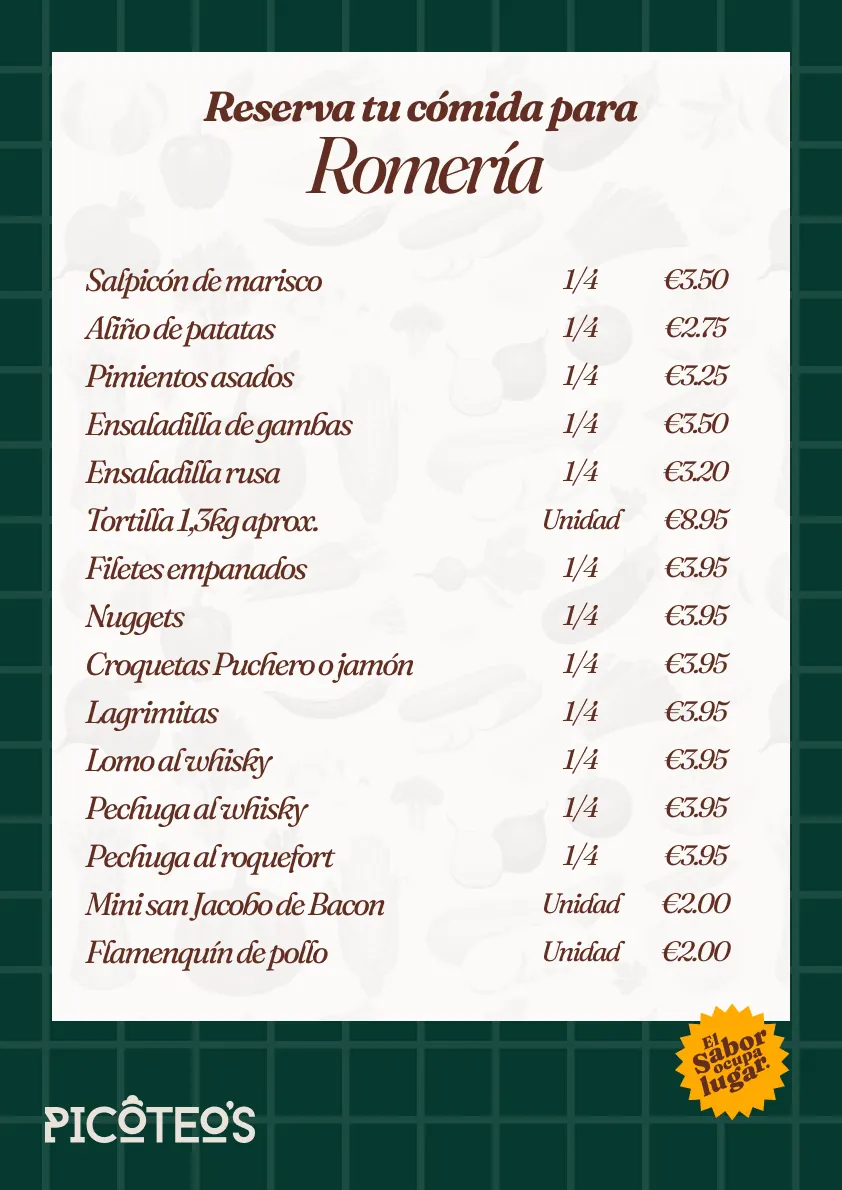 Reserva tu cómida para
Romería
Salpicón de marisco 1/4 €3.50
Aliño de patatas 1/4 €2.75
Pimientos asados 1/4 €3.25
Ensaladilla de gambas 1/4 €3.50
Ensaladilla rusa 1/4 €3.20
Tortilla 1,3kg aprox. Unidad €8.95
Filetes empanados 1/4 €3.95
Nuggets 1/4 €3.95
Croquetas Puchero o jamón 1/4 €3.95
Lagrimitas 1/4 €3.95
Lomo al whisky 1/4 €3.95
Pechuga al whisky 1/4 €3.95
Pechuga al roquefort 1/4 €3.95
Mini san Jacobo de Bacon Unidad €2.00
Flamenquín de pollo Unidad €2.00
El
Sabor
ocupa
lugar.
PICÔTEO'S